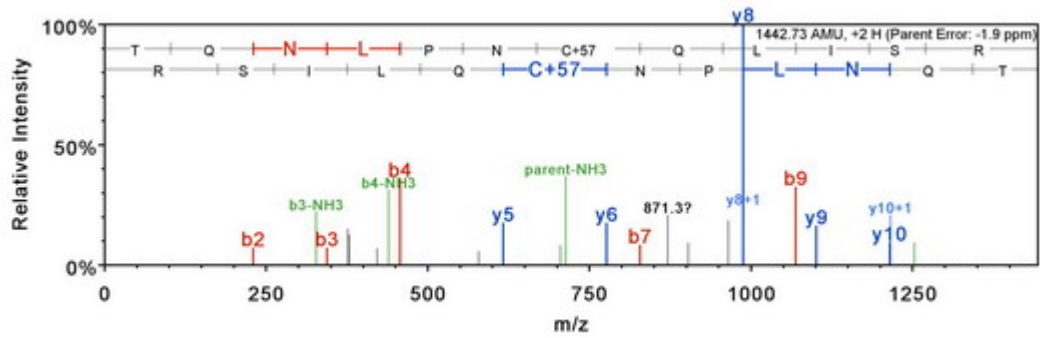 y8
100%
1442.73 AMU, +2 H (Parent Error: -1.9 ppm)
T Q N L P N C+57 Q L I S R
R S I L Q C+57 N P L N Q T
Relative Intensity
50%
b4
parent-NH3
b4-NH3
b9
b3-NH3
871.3?
y8+1
y10+1
y5
y6
y9
b2
b3
b7
y10
0%
0 250 500 750 1000 1250
m/z